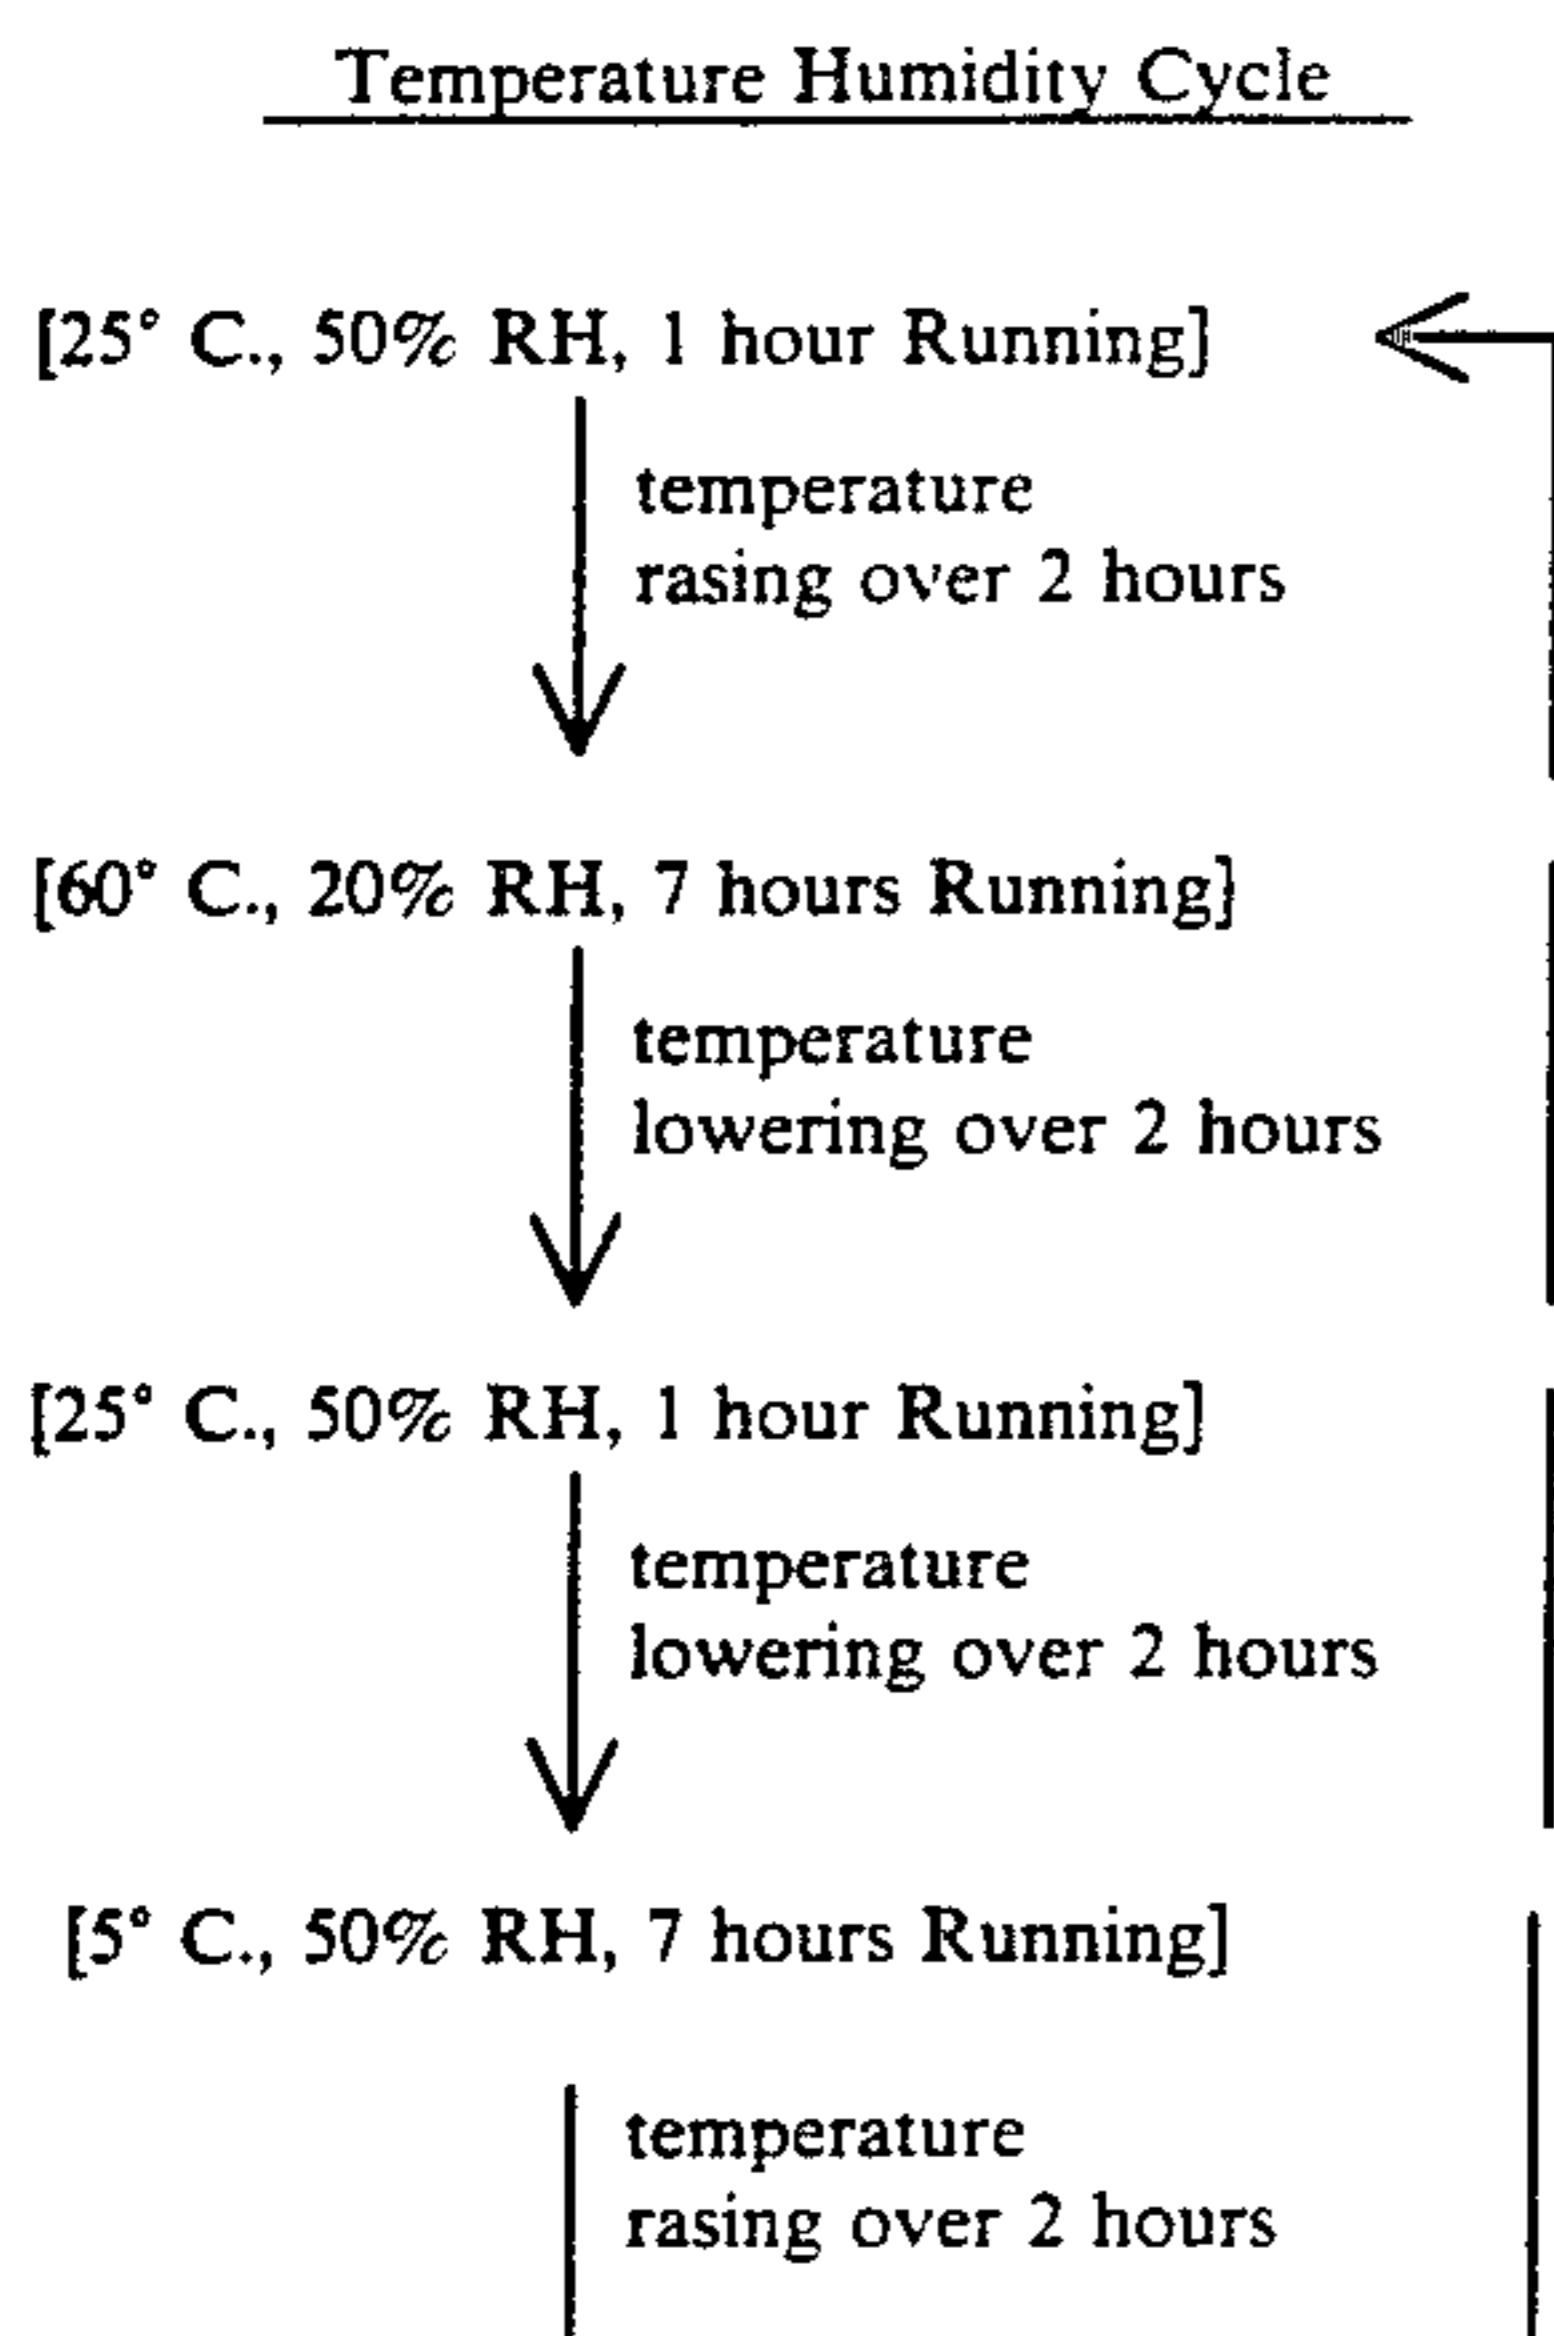 Temperature Humidity Cycle
[25° C., 50% RH, 1 hour Running]
temperature
rasing over 2 hours
[60° C., 20% RH, 7 hours Running]
temperature
lowering over 2 hours
[25° C., 50% RH, 1 hour Running]
temperature
lowering over 2 hours
[5° C., 50% RH, 7 hours Running]
temperature
rasing over 2 hours